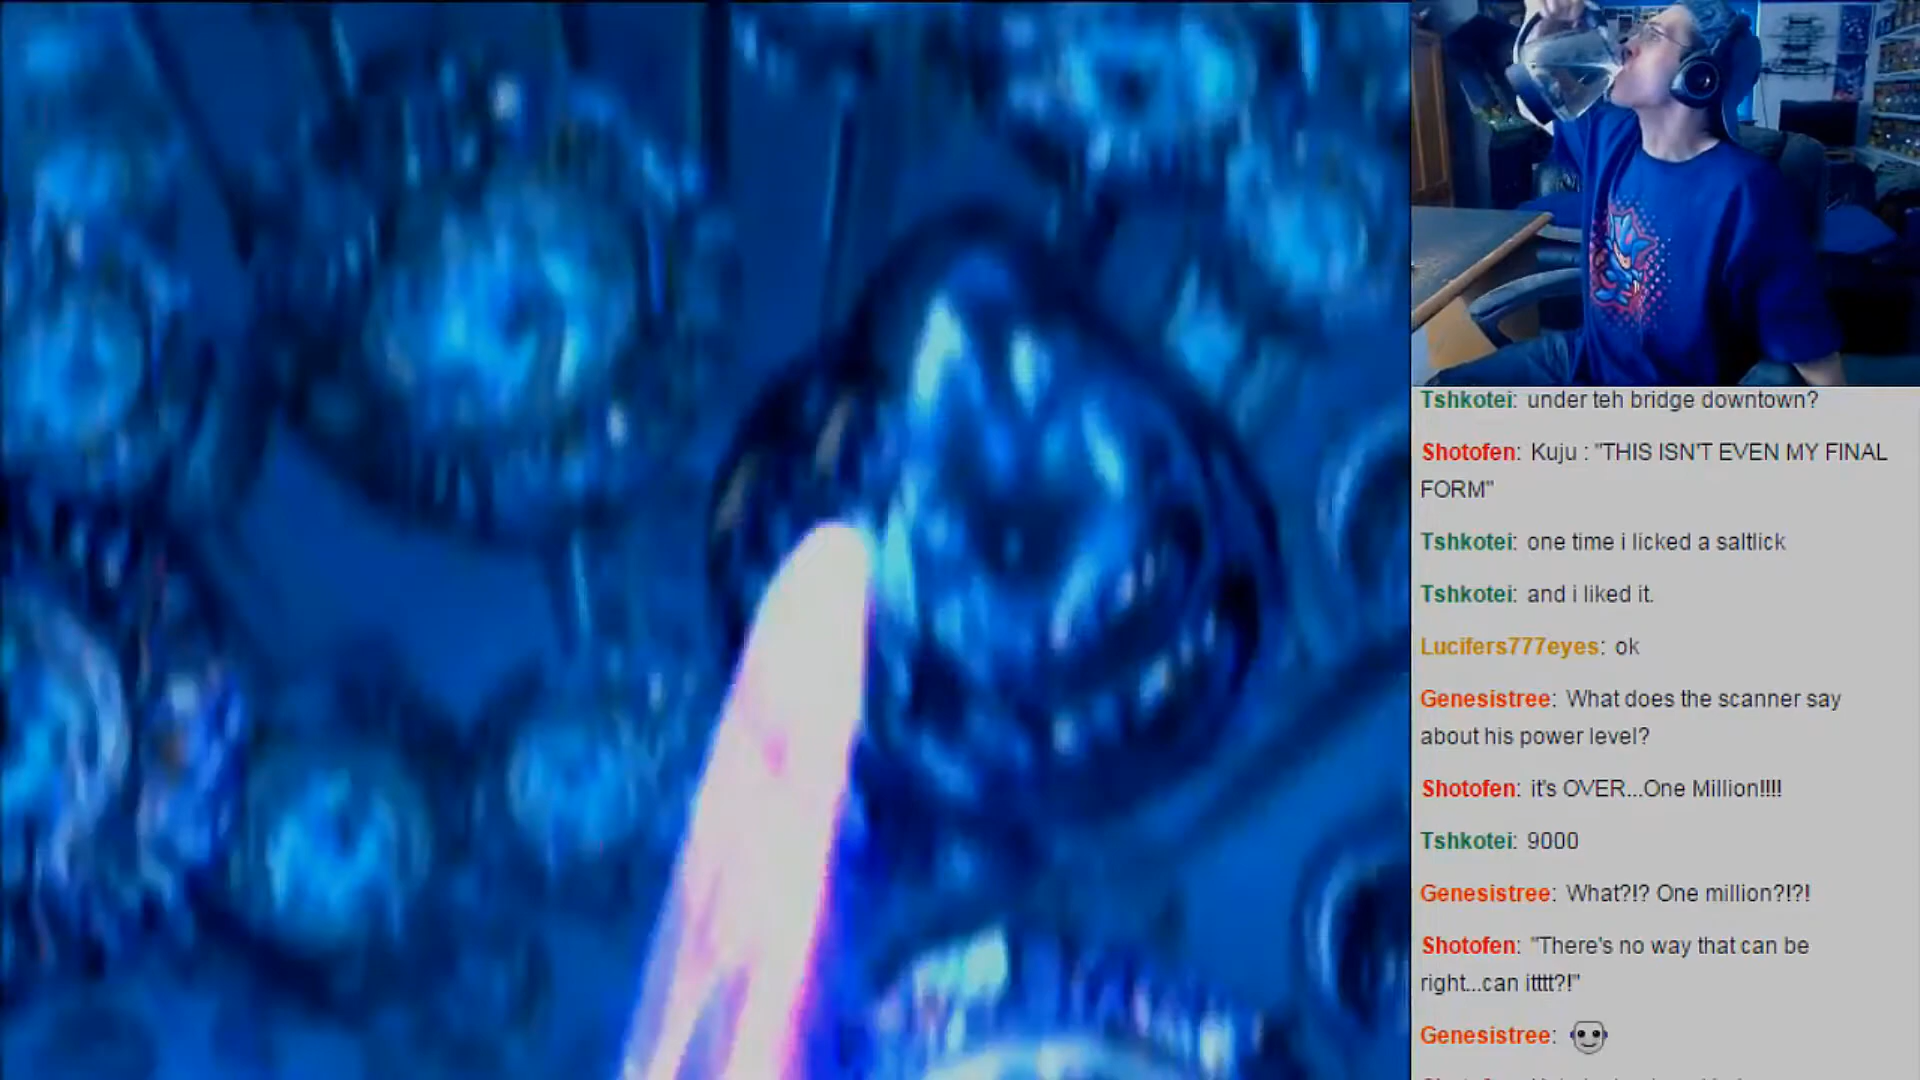 Tshkotei: under teh bridge downtown?
Shotofen: Kuju : "THIS ISN'T EVEN MY FINAL
FORM"
Tshkotei: one time i licked a saltlick
Tshkotei: and i liked it.
Lucifers777eyes: ok
Genesistree: What does the scanner say
about his power level?
Shotofen: it's OVER...One Million!!!!
Tshkotei: 9000
Genesistree: What?!? One million?!?!
Shotofen: "There's no way that can be
right...can itttt?!"
Genesistree: